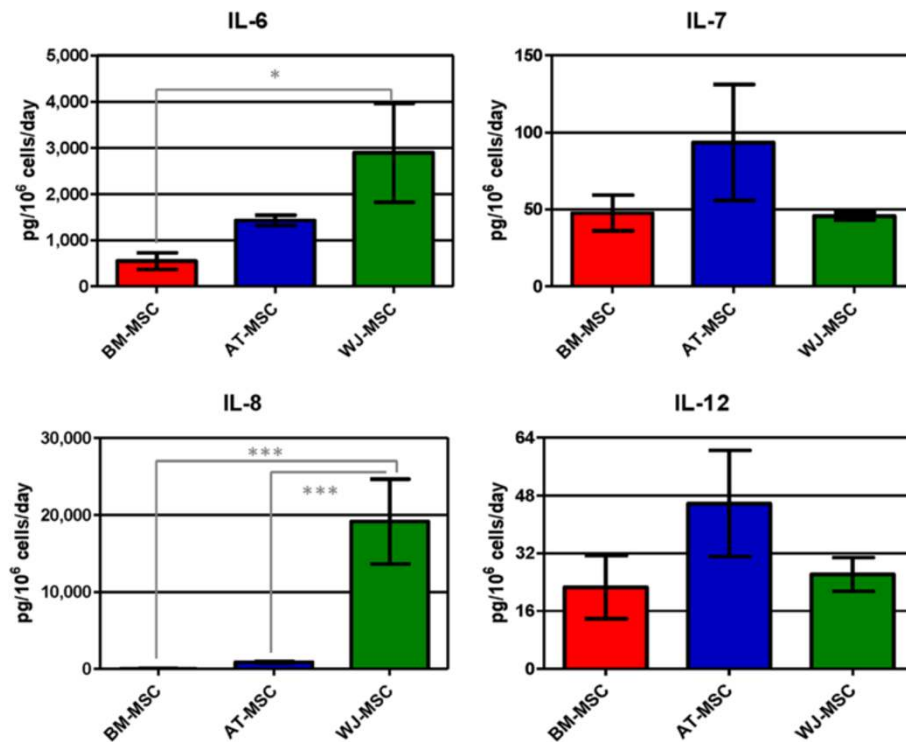 IL-6
pg/10⁶ cells/day
5,000
4,000
3,000
2,000
1,000
0
*
BM-MSC
AT-MSC
WJ-MSC
IL-7
pg/10⁶ cells/day
150
100
50
0
BM-MSC
AT-MSC
WJ-MSC
IL-8
pg/10⁶ cells/day
30,000
20,000
10,000
0
***
***
BM-MSC
AT-MSC
WJ-MSC
IL-12
pg/10⁶ cells/day
64
48
32
16
0
BM-MSC
AT-MSC
WJ-MSC